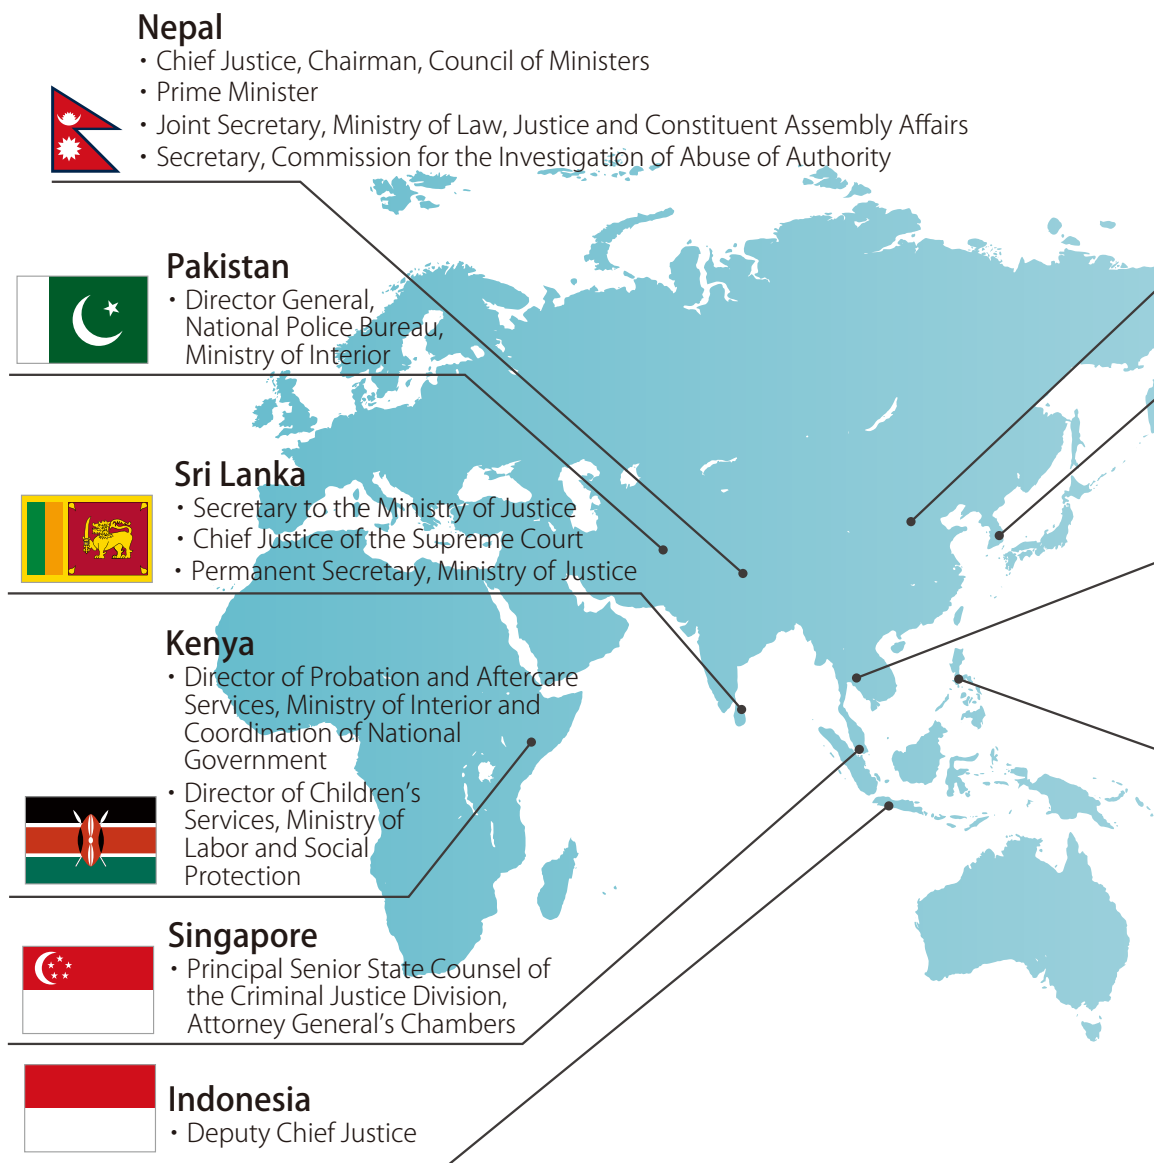 Nepal
・Chief Justice, Chairman, Council of Ministers
・Prime Minister
・Joint Secretary, Ministry of Law, Justice and Constituent Assembly Affairs
・Secretary, Commission for the Investigation of Abuse of Authority
Pakistan
・Director General,
National Police Bureau,
Ministry of Interior
Sri Lanka
・Secretary to the Ministry of Justice
・Chief Justice of the Supreme Court
・Permanent Secretary, Ministry of Justice
Kenya
・Director of Probation and Aftercare
Services, Ministry of Interior and
Coordination of National
Government
・Director of Children’s
Services, Ministry of
Labor and Social
Protection
Singapore
・Principal Senior State Counsel of
the Criminal Justice Division,
Attorney General’s Chambers
Indonesia
・Deputy Chief Justice